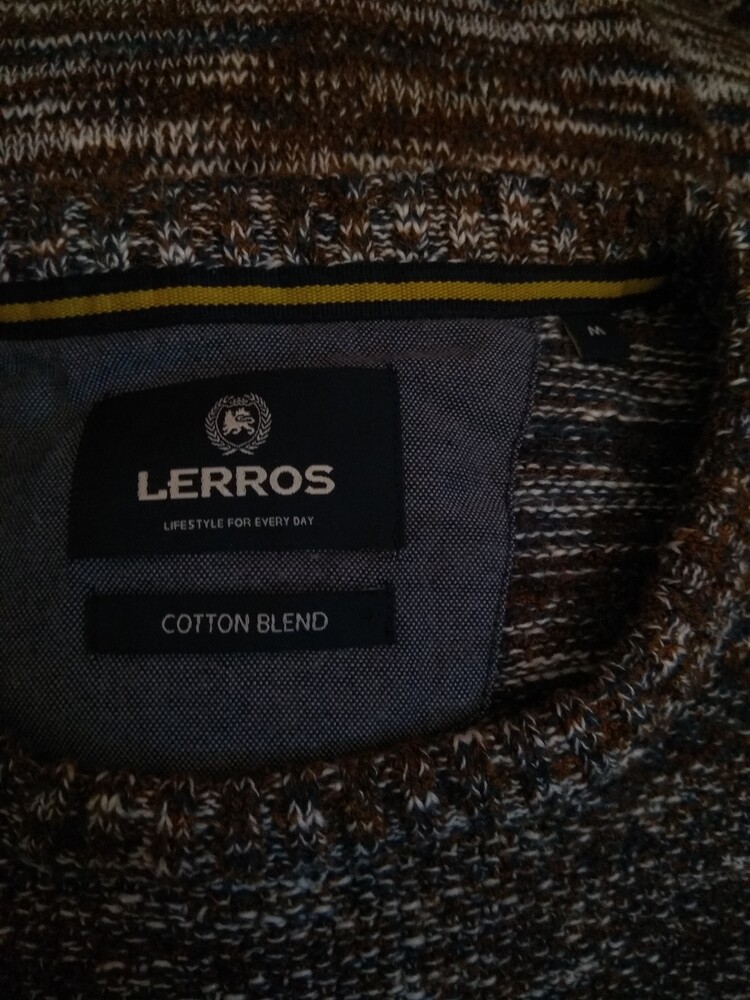 M
LERROS
LIFESTYLE FOR EVERY DAY
COTTON BLEND